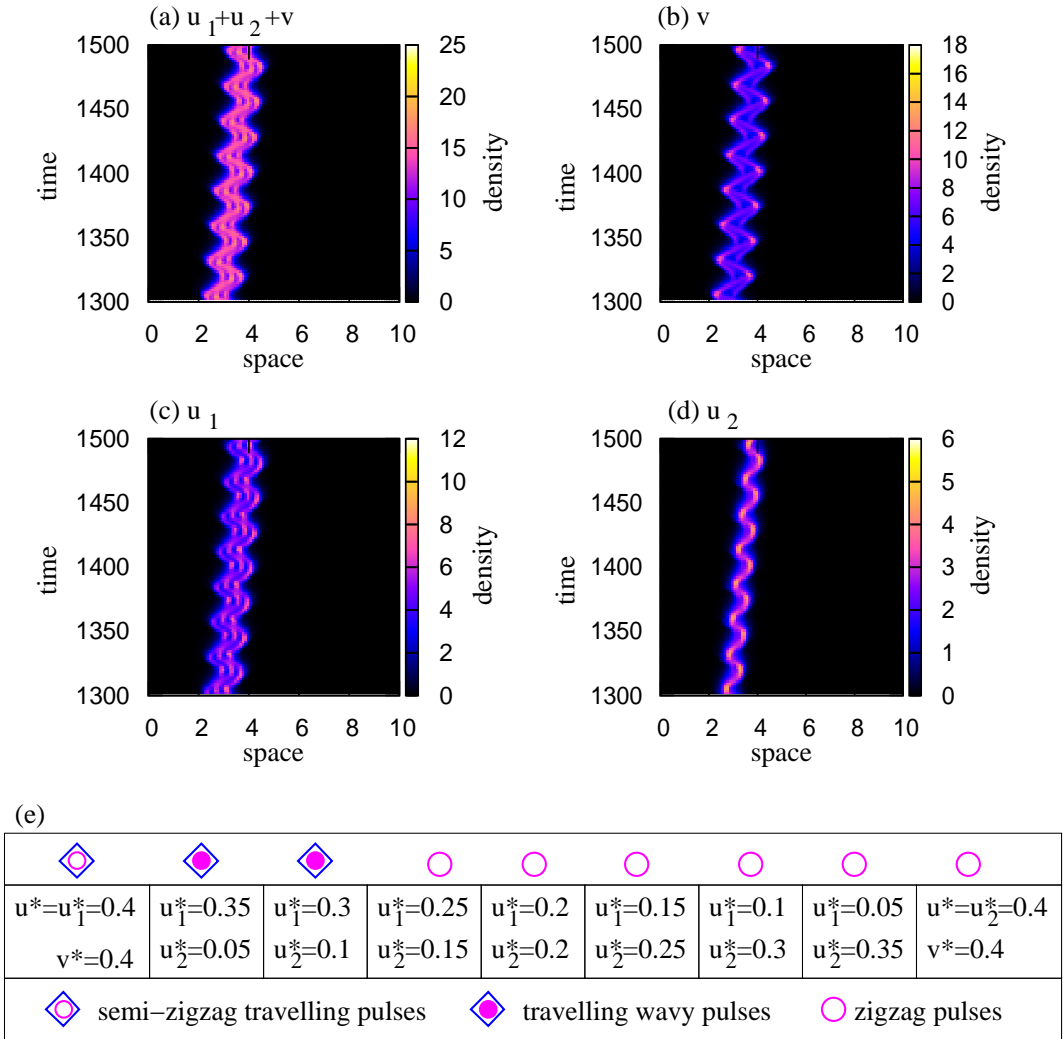 (a) u 1+u 2+v
(b) v
1500
1450
1400
1350
1300
time
0 2 4 6 8 10
space
25
20
15
10
5
0
density
1500
1450
1400
1350
1300
time
0 2 4 6 8 10
space
18
16
14
12
10
8
6
4
2
0
density
(c) u 1
(d) u 2
1500
1450
1400
1350
1300
time
0 2 4 6 8 10
space
12
10
8
6
4
2
0
density
1500
1450
1400
1350
1300
time
0 2 4 6 8 10
space
6
5
4
3
2
1
0
density
(e)
u*=u*1=0.4 u*1=0.35 u*1=0.3 u*1=0.25 u*1=0.2 u*1=0.15 u*1=0.1 u*1=0.05 u*=u*2=0.4
v*=0.4 u*2=0.05 u*2=0.1 u*2=0.15 u*2=0.2 u*2=0.25 u*2=0.3 u*2=0.35 v*=0.4
semi−zigzag travelling pulses travelling wavy pulses zigzag pulses